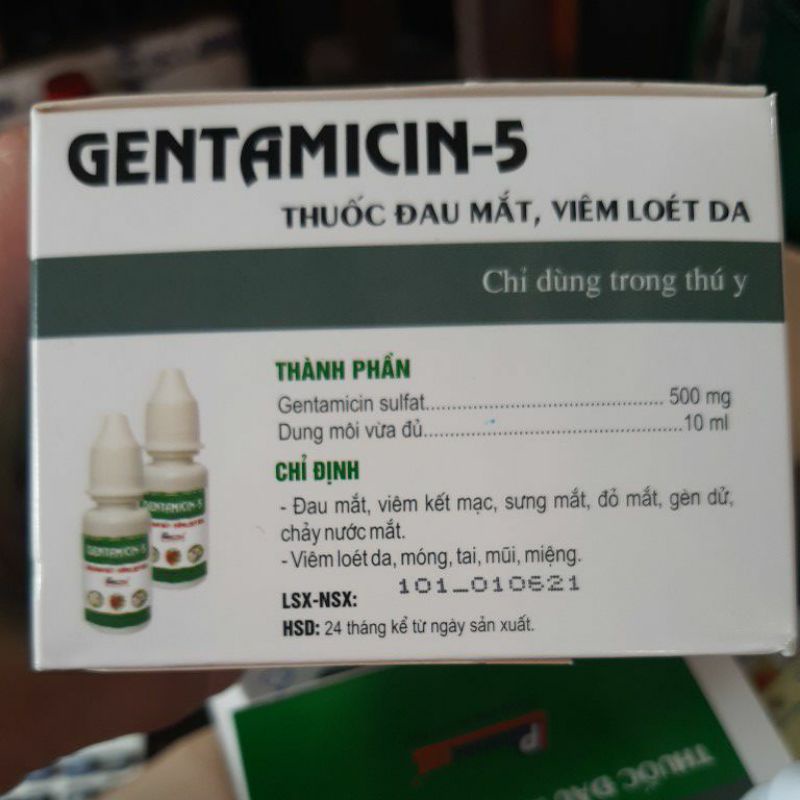 GENTAMICIN-5
THUỐC ĐAU MẮT, VIÊM LOÉT DA
Chỉ dùng trong thú y
THÀNH PHẨN
Gentamicin sulfat........................................ 500 mg
Dung môi vừa đủ...........................................10 ml
CHỈ ĐỊNH
- Đau mắt, viêm kết mạc, sưng mắt, đỏ mắt, gèn dử,
chảy nước mắt.
- Viêm loét da, móng, tai, mũi, miệng.
LSX-NSX: 101_010621
HSD: 24 tháng kể từ ngày sản xuất.
GENTAMICIN-5
GENTAMICIN-5
THUỐC ĐAU